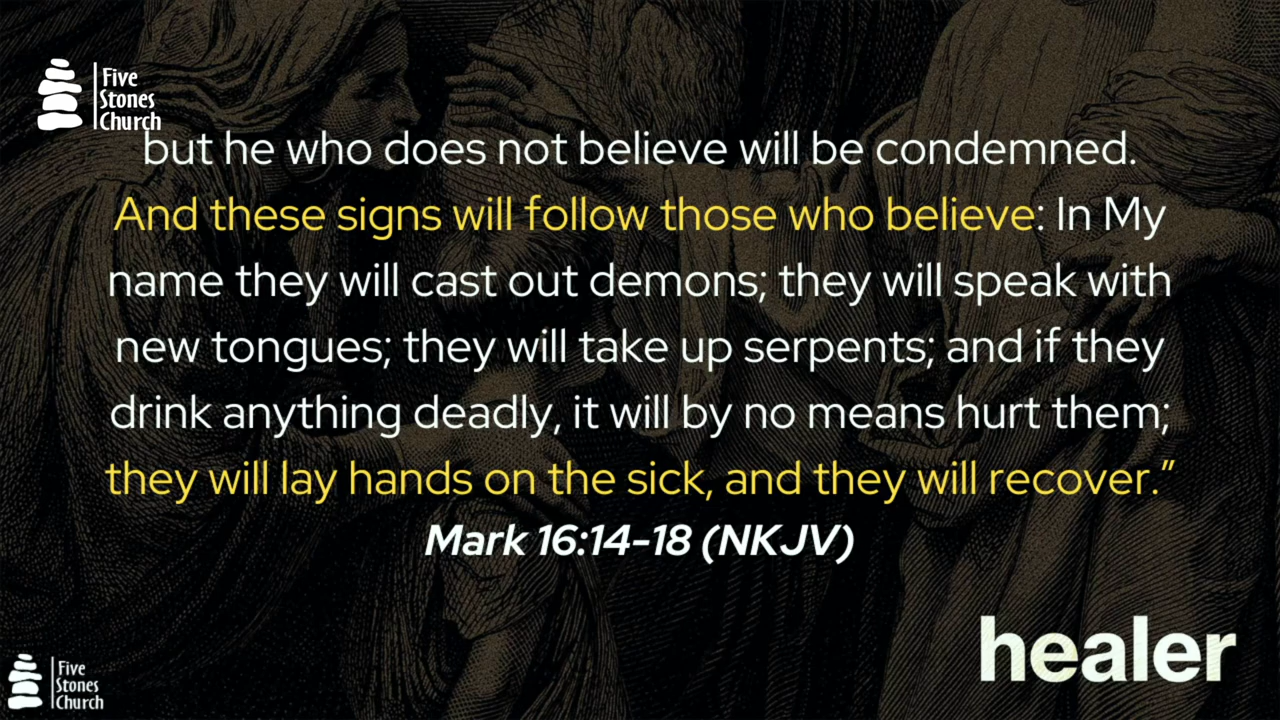 Five
Stones
Church
but he who does not believe will be condemned.
And these signs will follow those who believe: In My
name they will cast out demons; they will speak with
new tongues; they will take up serpents; and if they
drink anything deadly, it will by no means hurt them;
they will lay hands on the sick, and they will recover.”
Mark 16:14-18 (NKJV)
healer
Five
Stones
Church